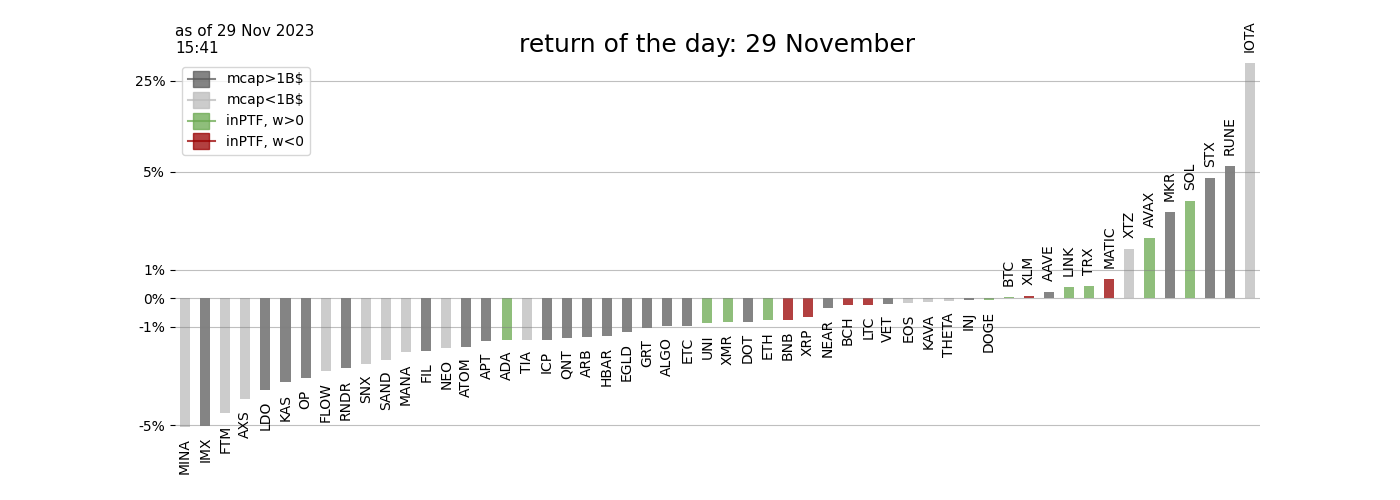 as of 29 Nov 2023
15:41
return of the day: 29 November
mcap>1B$
mcap<1B$
inPTF, w>0
inPTF, w<0
25%
5%
1%
0%
-1%
-5%
MINA
IMX
FTM
AXS
LDO
KAS
OP
FLOW
RNDR
SNX
SAND
MANA
FIL
NEO
ATOM
APT
ADA
TIA
ICP
QNT
ARB
HBAR
EGLD
GRT
ALGO
ETC
UNI
XMR
DOT
ETH
BNB
XRP
NEAR
BCH
LTC
VET
EOS
KAVA
THETA
INJ
DOGE
BTC
XLM
AAVE
LINK
TRX
MATIC
XTZ
AVAX
MKR
SOL
STX
RUNE
IOTA